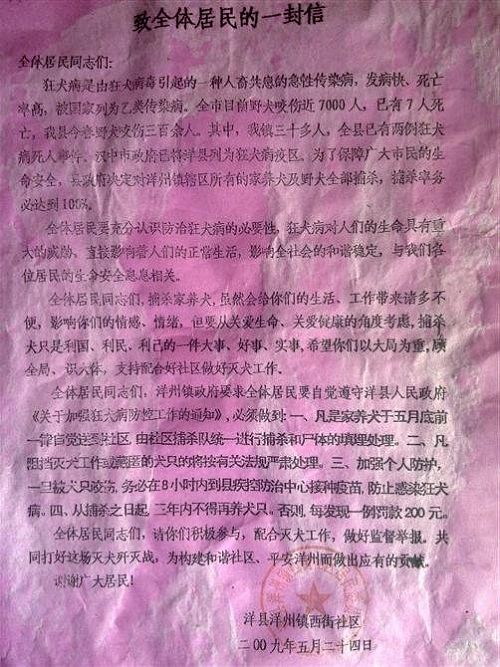 致全体居民的一封信
全体居民同志们:
狂犬病是由狂犬病毒引起的一种人畜共患的急性传染病，发病快、死亡
率高，被国家列为乙类传染病。全市目前野犬咬伤近 7000 人，已有 7 人死
亡，我县今春野犬咬伤三百余人。其中，我镇三十多人，全县已有两例狂犬
病死人事件。汉中市政府已将洋县列为狂犬病疫区。为了保障广大市民的生
命安全，县政府决定对洋州镇辖区所有的家养犬及野犬全部捕杀，捕杀率务
必达到 100%。
全体居民要充分认识防治狂犬病的必要性，狂犬病对人们的生命具有重
大的威胁、直接影响着人们的正常生活，影响全社会的和谐稳定，与我们各
位居民的生命安全息息相关。
全体居民同志们，捕杀家养犬，虽然会给你们的生活、工作带来诸多不
便，影响你们的情感、情绪，但要从关爱生命、关爱健康的角度考虑，捕杀
犬只是利国、利民、利己的一件大事、好事、实事，希望你们以大局为重，顾
全局、识大体，支持配合好社区做好灭犬工作。
全体居民同志们，洋州镇政府要求全体居民要自觉遵守洋县人民政府
《关于加强狂犬病防控工作的通知》，必须做到: 一、凡是家养犬于五月底前
一律自觉送到社区, 由社区捕杀队统一进行捕杀和尸体的填埋处理。二、凡
阻挡灭犬工作或藏匿的犬只的将按有关法规严肃处理。三、加强个人防护，
一旦被犬只咬伤, 务必在 8 小时内到县疾控防治中心接种疫苗, 防止感染狂犬
病。四、从捕杀之日起, 三年内不得再养犬只。否则, 每发现一例罚款 200 元。
全体居民同志们，请你们积极参与，配合灭犬工作，做好监督举报。共
同打好这场灭犬歼灭战，为构建和谐社区、平安洋州而做出应有的贡献。
谢谢广大居民!
洋县洋州镇西街社区
二00九年五月二十四日